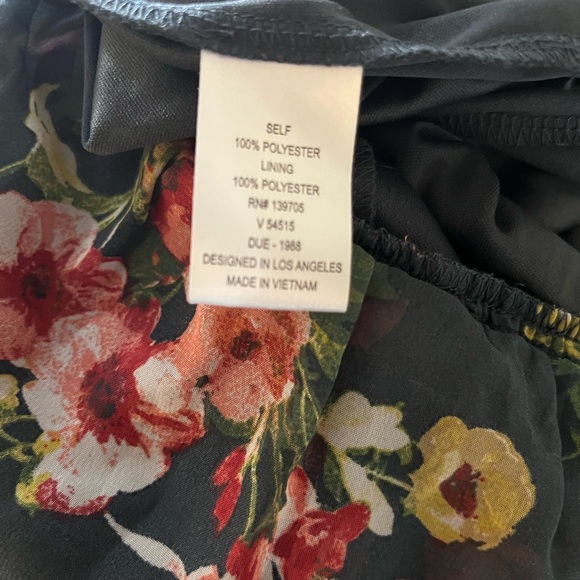 SELF
100% POLYESTER
LINING
100% POLYESTER
RN# 139705
V 54515
DUE - 1988
DESIGNED IN LOS ANGELES
MADE IN VIETNAM